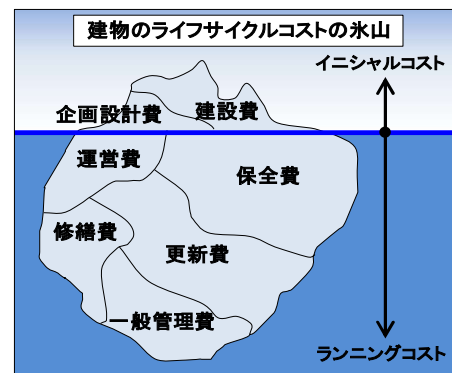 建物のライフサイクルコストの氷山
イニシャルコスト
企画設計費
建設費
運営費
保全費
修繕費
更新費
一般管理費
ランニングコスト